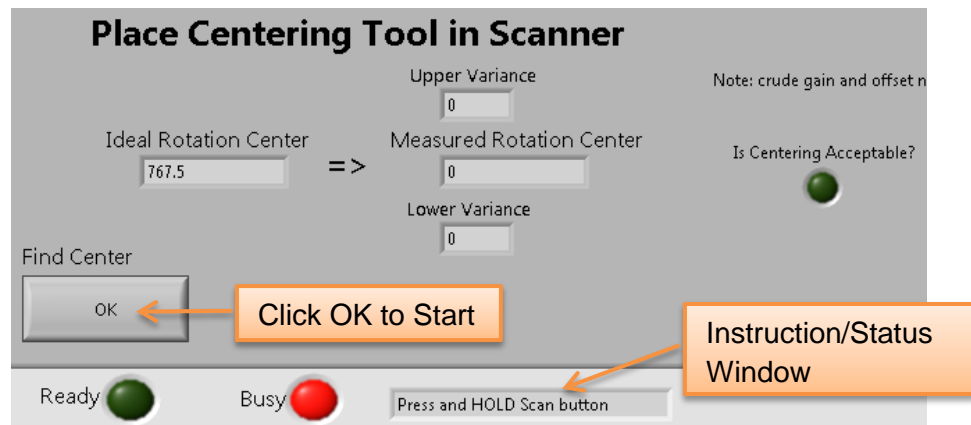 Place Centering Tool in Scanner
Upper Variance
0
Note: crude gain and offset n
Ideal Rotation Center
767.5
=>
Measured Rotation Center
0
Is Centering Acceptable?
Lower Variance
0
Find Center
OK
Click OK to Start
Instruction/Status
Window
Ready
Busy
Press and HOLD Scan button